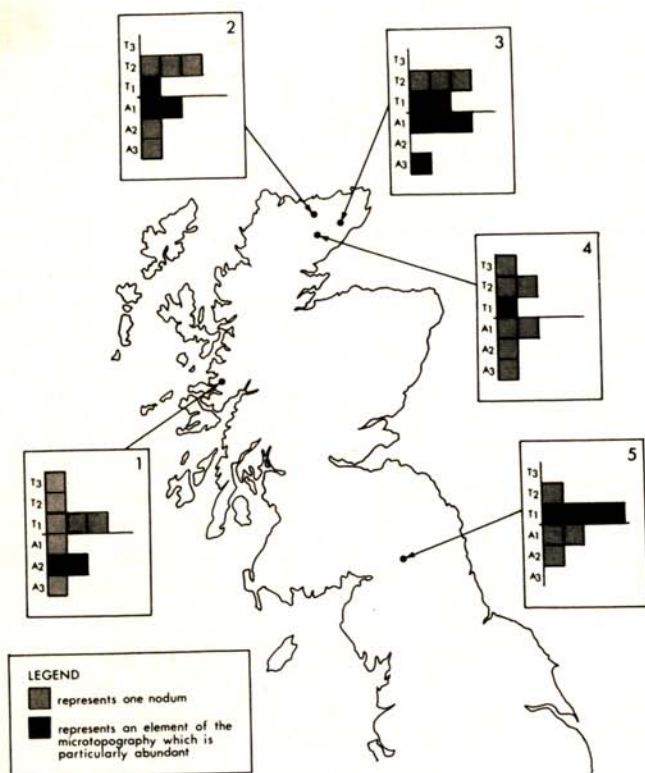 2
T3
T2
T1
A1
A2
A3
3
T3
T2
T1
A1
A2
A3
4
T3
T2
T1
A1
A2
A3
1
T3
T2
T1
A1
A2
A3
5
T3
T2
T1
A1
A2
A3
LEGEND
represents one nodum
represents an element of the
microtopography which is
particularly abundant